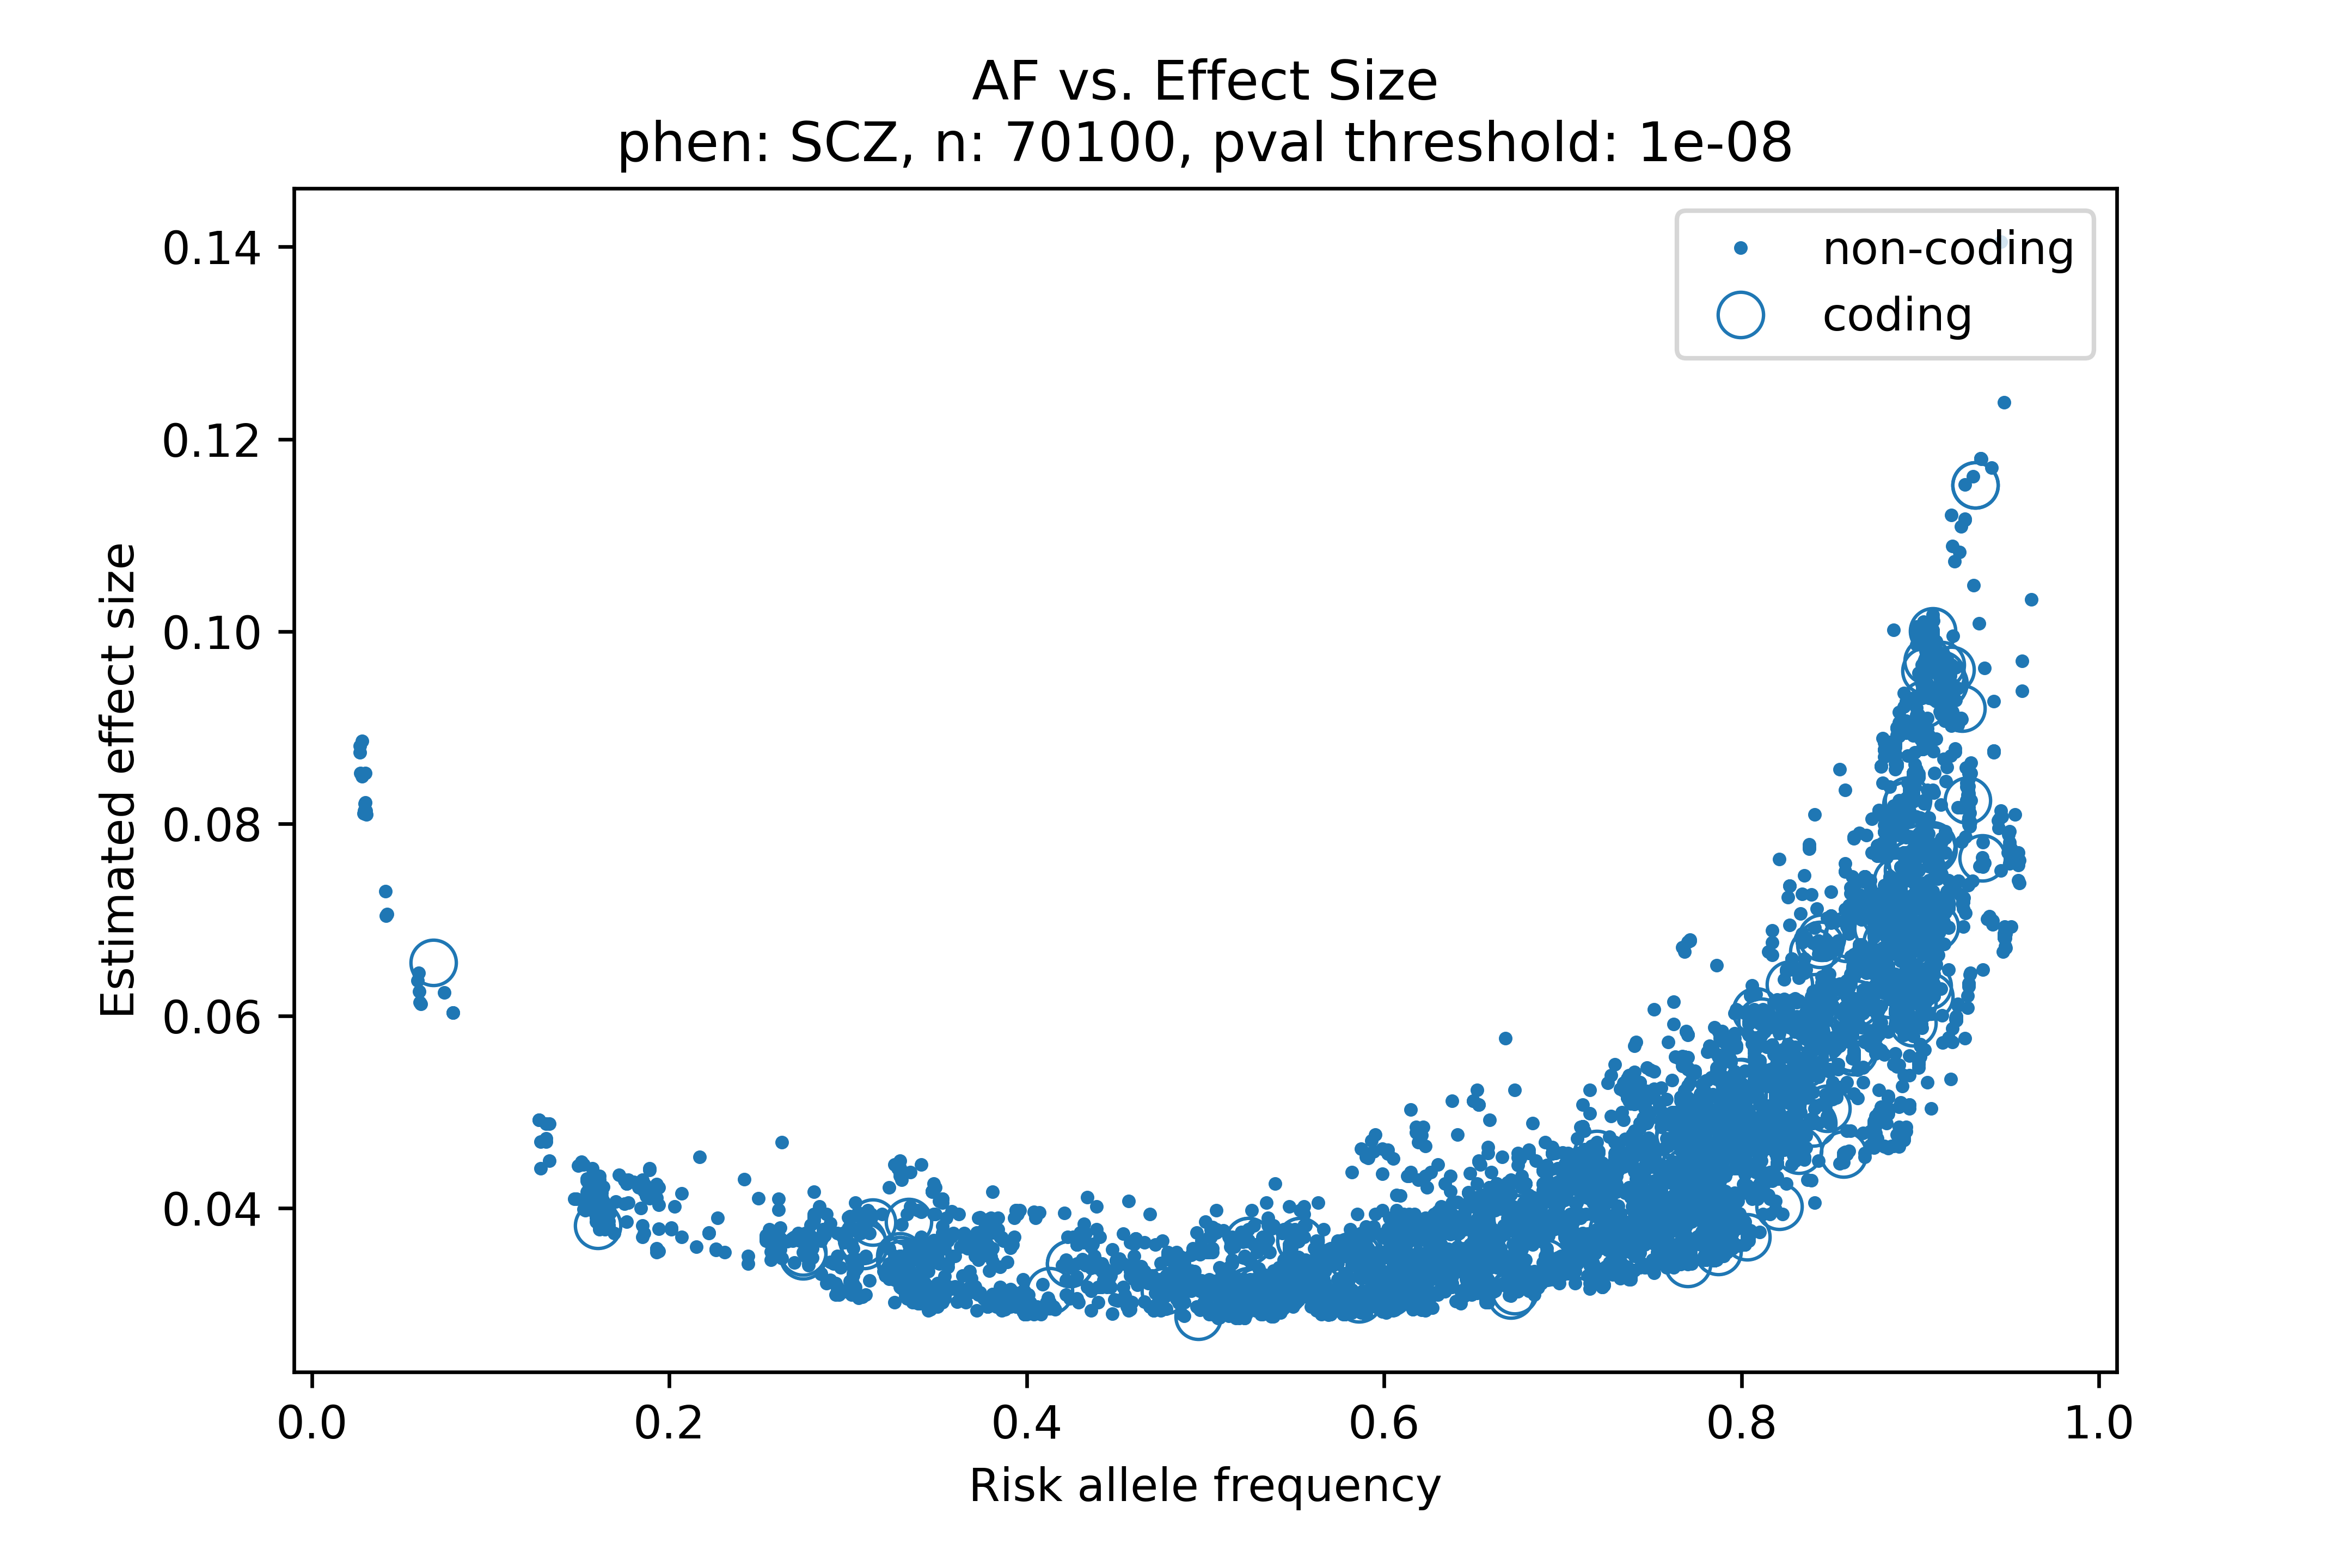 AF vs. Effect Size
phen: SCZ, n: 70100, pval threshold: 1e-08
non-coding
coding
0.14
0.12
0.10
0.08
0.06
0.04
Estimated effect size
0.0 0.2 0.4 0.6 0.8 1.0
Risk allele frequency